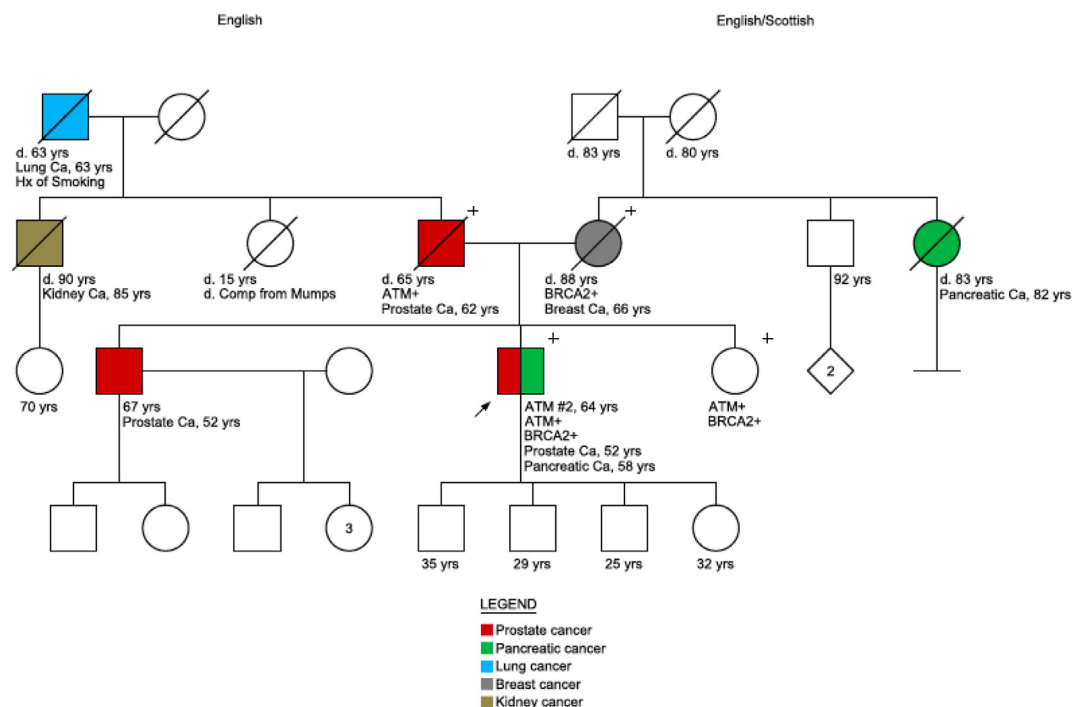 English
English/Scottish
d. 63 yrs
Lung Ca, 63 yrs
Hx of Smoking
d. 83 yrs
d. 80 yrs
+
+
d. 90 yrs
Kidney Ca, 85 yrs
d. 15 yrs
d. Comp from Mumps
d. 65 yrs
ATM+
Prostate Ca, 62 yrs
d. 88 yrs
BRCA2+
Breast Ca, 66 yrs
92 yrs
d. 83 yrs
Pancreatic Ca, 82 yrs
+
+
2
70 yrs
67 yrs
Prostate Ca, 52 yrs
ATM #2, 64 yrs
ATM+
BRCA2+
Prostate Ca, 52 yrs
Pancreatic Ca, 58 yrs
ATM+
BRCA2+
3
35 yrs
29 yrs
25 yrs
32 yrs
LEGEND
Prostate cancer
Pancreatic cancer
Lung cancer
Breast cancer
Kidney cancer